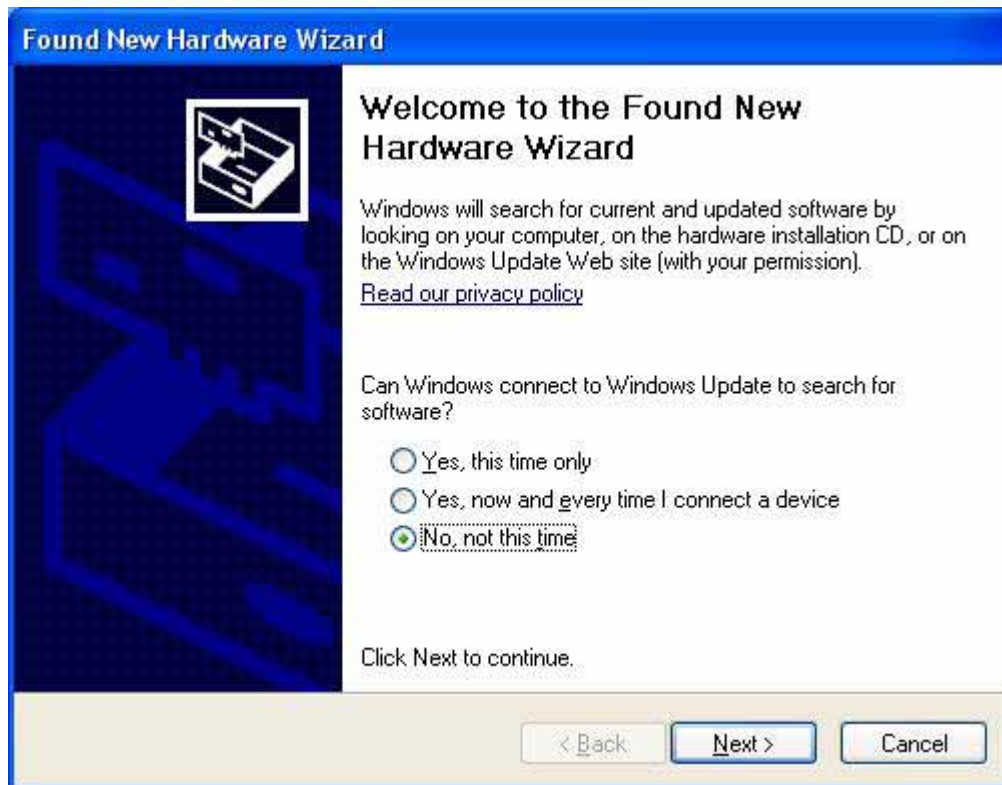 Found New Hardware Wizard
Welcome to the Found New
Hardware Wizard
Windows will search for current and updated software by
looking on your computer, on the hardware installation CD, or on
the Windows Update Web site (with your permission).
Read our privacy policy
Can Windows connect to Windows Update to search for
software?
Yes, this time only
Yes, now and every time I connect a device
No, not this time
Click Next to continue.
< Back
Next >
Cancel